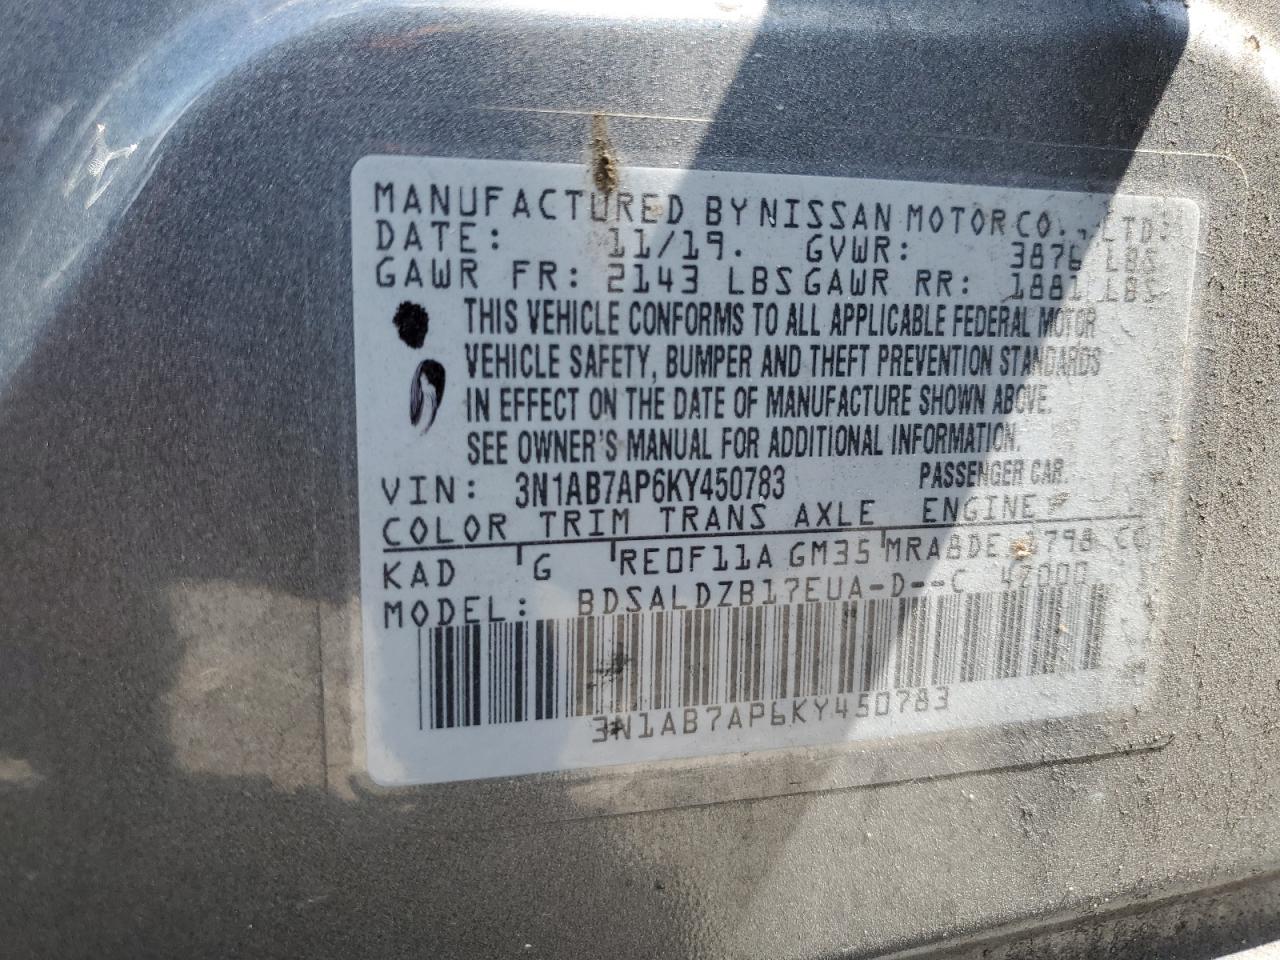 MANUFACTURED BY NISSAN MOTOR CO., LTD.
DATE: 11/19. GVWR: 3876 LBS
GAWR FR: 2143 LBS GAWR RR: 1881 LBS
THIS VEHICLE CONFORMS TO ALL APPLICABLE FEDERAL MOTOR
VEHICLE SAFETY, BUMPER AND THEFT PREVENTION STANDARDS
IN EFFECT ON THE DATE OF MANUFACTURE SHOWN ABOVE.
SEE OWNER'S MANUAL FOR ADDITIONAL INFORMATION.
VIN: 3N1AB7AP6KY450783 PASSENGER CAR.
COLOR TRIM TRANS AXLE ENGINE
KAD G RE0F11A GM35 MRA8DE 1798 CC
MODEL: BDSALDZB17EUA-D--C 42000
3N1AB7AP6KY450783